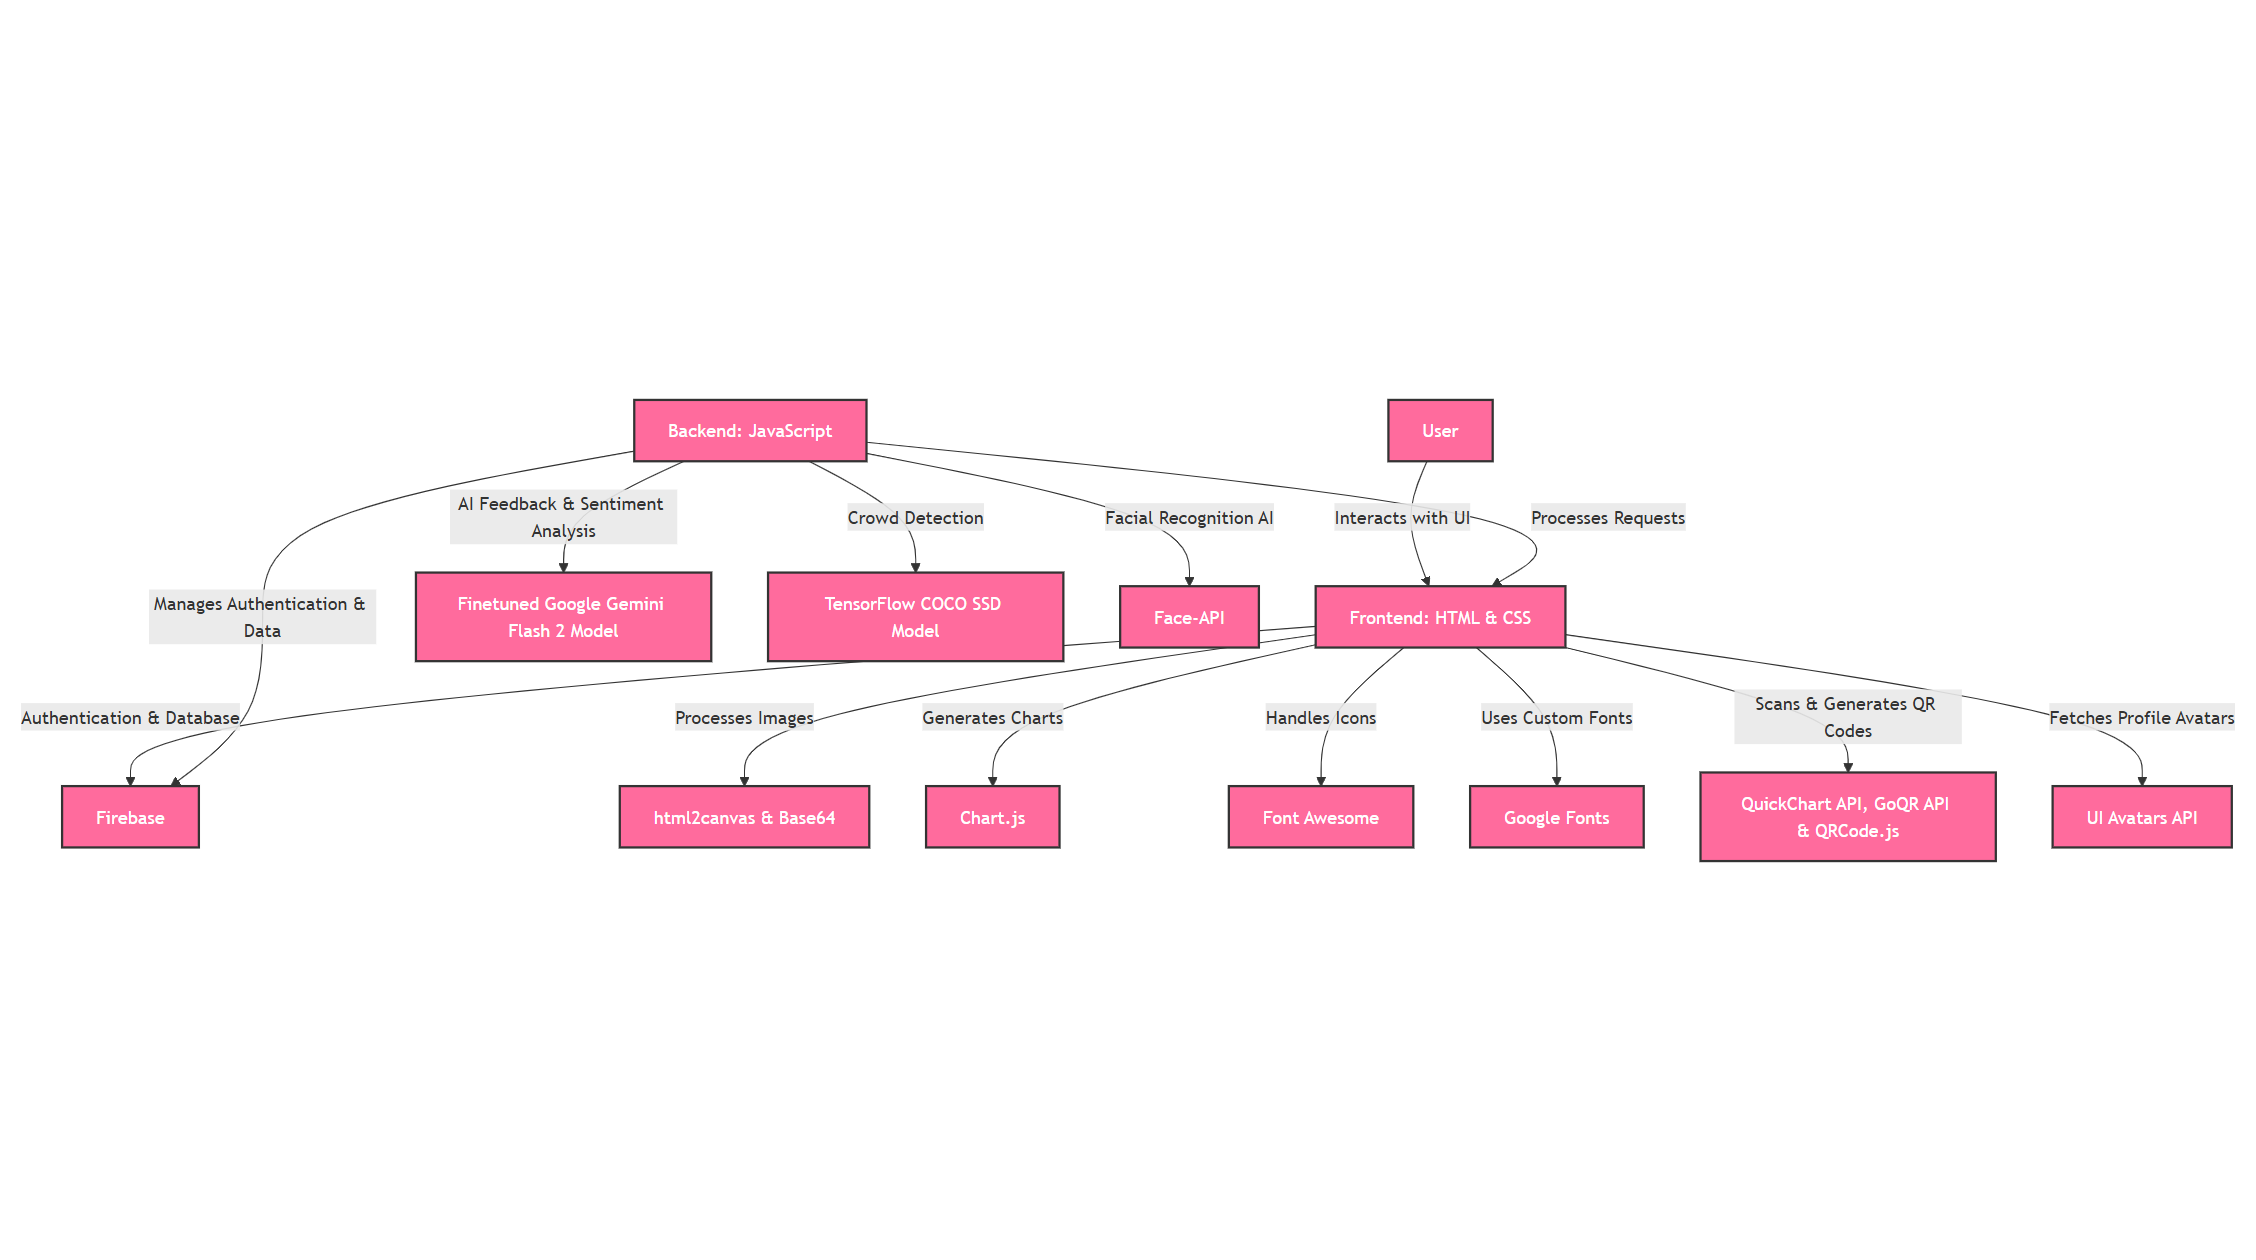 Backend: JavaScript
User
AI Feedback & Sentiment
Analysis
Crowd Detection
Facial Recognition AI
Interacts with UI
Processes Requests
Manages Authentication &
Data
Finetuned Google Gemini
Flash 2 Model
TensorFlow COCO SSD
Model
Face-API
Frontend: HTML & CSS
Authentication & Database
Processes Images
Generates Charts
Handles Icons
Uses Custom Fonts
Scans & Generates QR
Codes
Fetches Profile Avatars
Firebase
html2canvas & Base64
Chart.js
Font Awesome
Google Fonts
QuickChart API, GoQR API
& QRCode.js
UI Avatars API